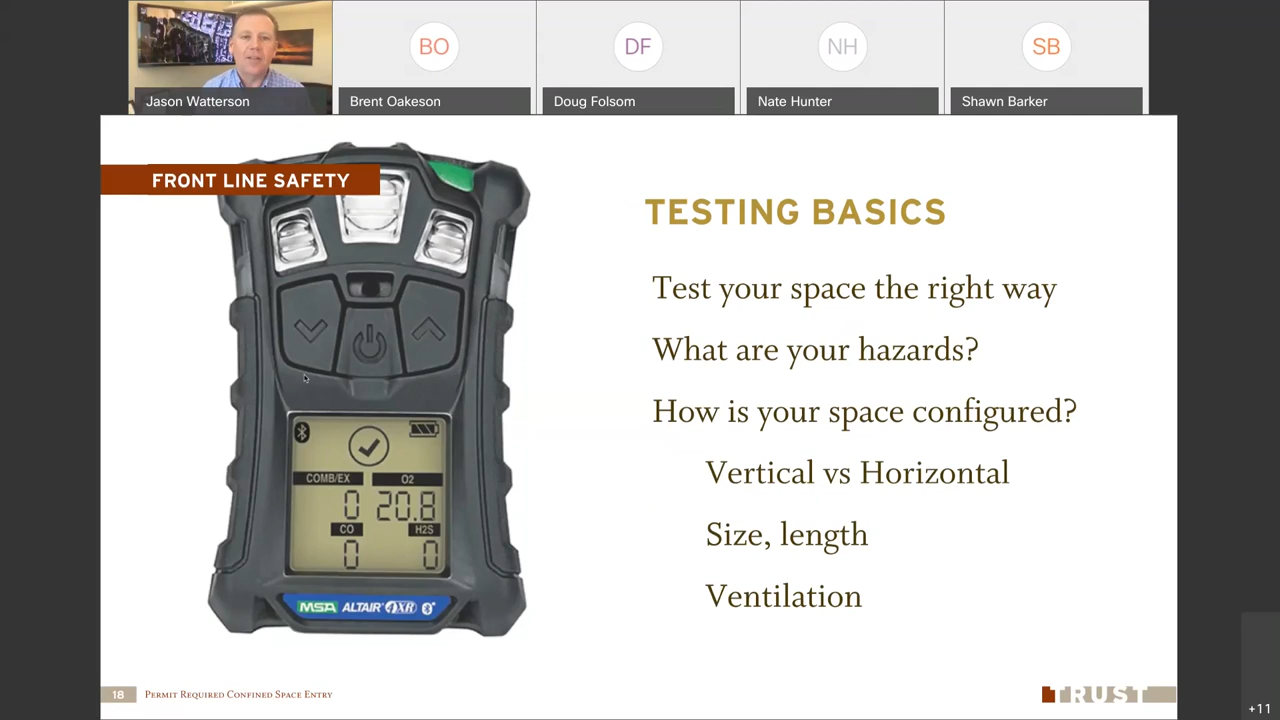 BO
DF
NH
SB
Jason Watterson
Brent Oakeson
Doug Folsom
Nate Hunter
Shawn Barker
FRONT LINE SAFETY
TESTING BASICS
Test your space the right way
What are your hazards?
How is your space configured?
Vertical vs Horizontal
Size, length
Ventilation
COMB/EX O2
0 20.8
CO H2S
0 0
MSA ALTAIR 4XR
18 PERMIT REQUIRED CONFINED SPACE ENTRY
TRUST
+11